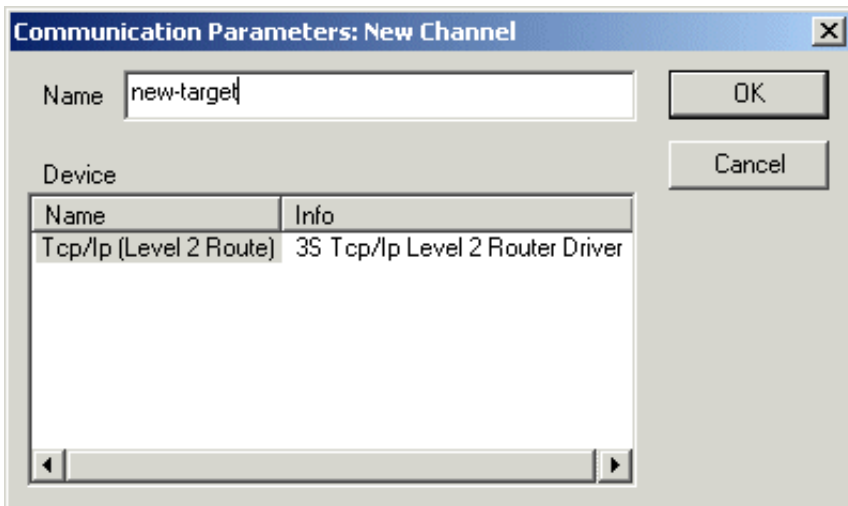 Communication Parameters: New Channel
Name new-target OK
Cancel
Device
Name Info
Tcp/Ip (Level 2 Route) 3S Tcp/Ip Level 2 Router Driver